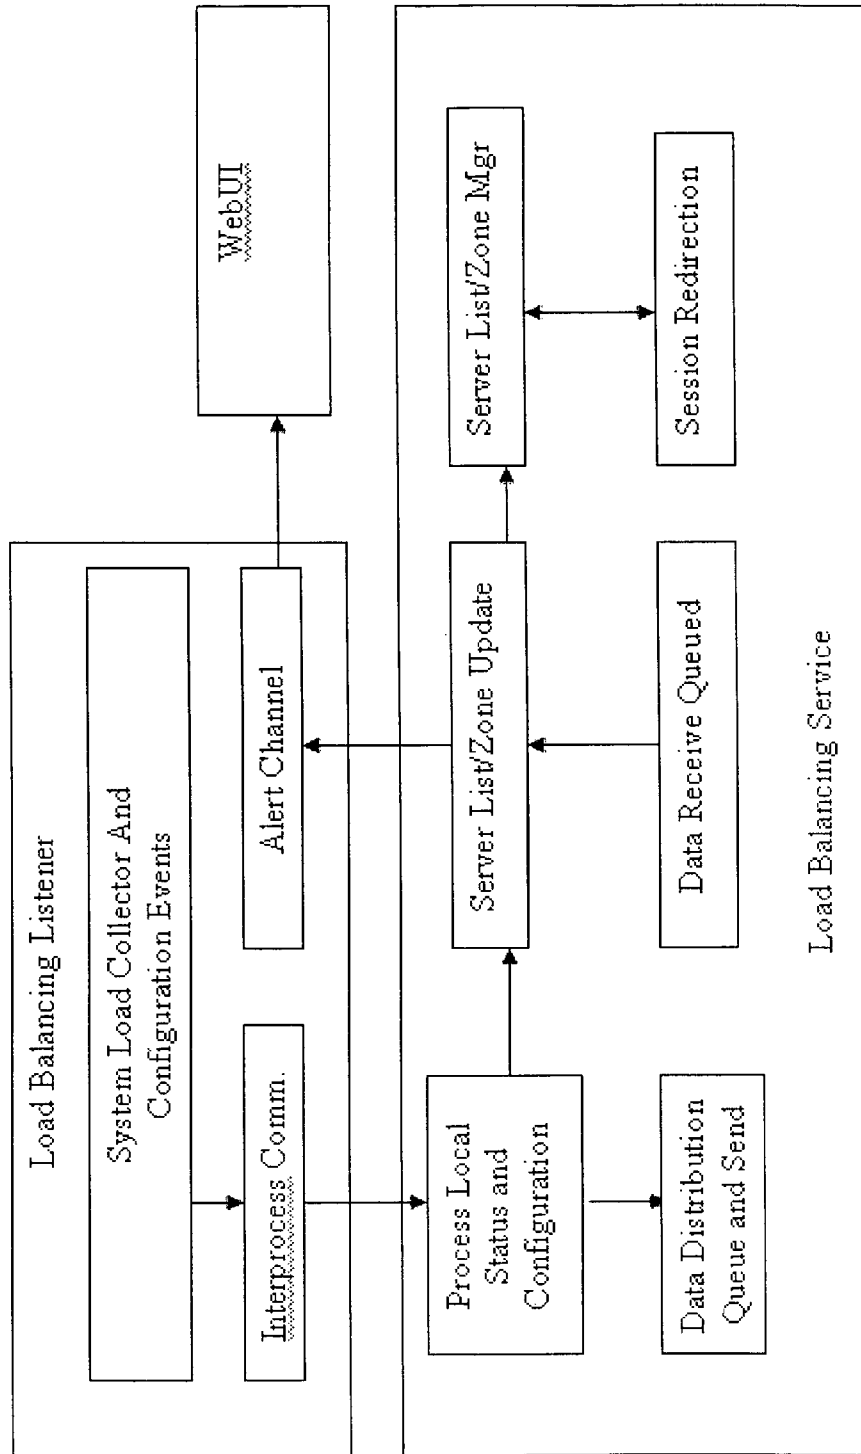 Load Balancing Listener
System Load Collector And
Configuration Events
Interprocess Comm.
Alert Channel
WebUI
Process Local
Status and
Configuration
Server List/Zone Update
Server List/Zone Mgr
Data Distribution
Queue and Send
Data Receive Queued
Session Redirection
Load Balancing Service